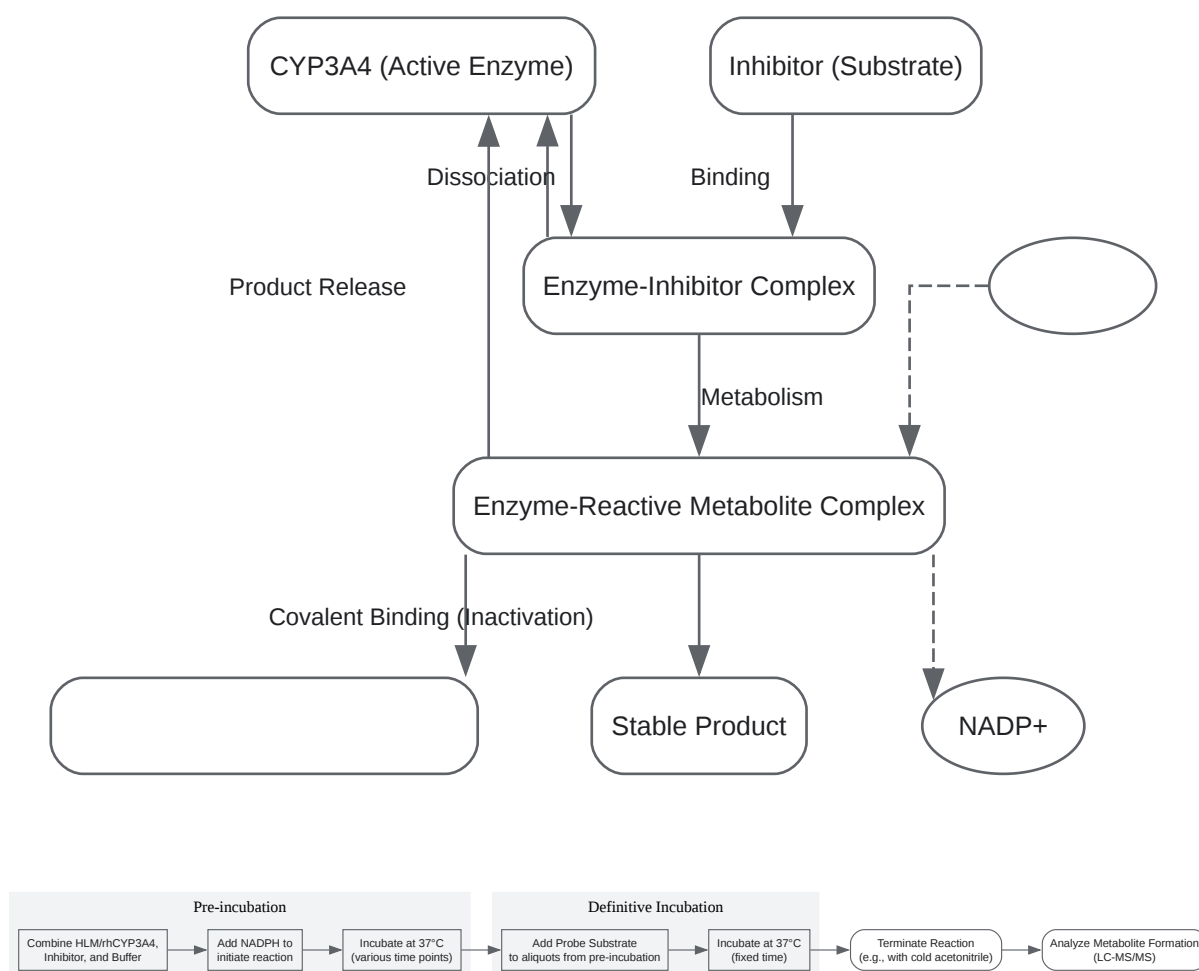 CYP3A4 (Active Enzyme)
Inhibitor (Substrate)
Dissociation
Binding
Product Release
Enzyme-Inhibitor Complex
Metabolism
Enzyme-Reactive Metabolite Complex
Covalent Binding (Inactivation)
Stable Product
NADP+
Pre-incubation
Combine HLM/rhCYP3A4,
Inhibitor, and Buffer
Add NADPH to
initiate reaction
Incubate at 37°C
(various time points)
Definitive Incubation
Add Probe Substrate
to aliquots from pre-incubation
Incubate at 37°C
(fixed time)
Terminate Reaction
(e.g., with cold acetonitrile)
Analyze Metabolite Formation
(LC-MS/MS)